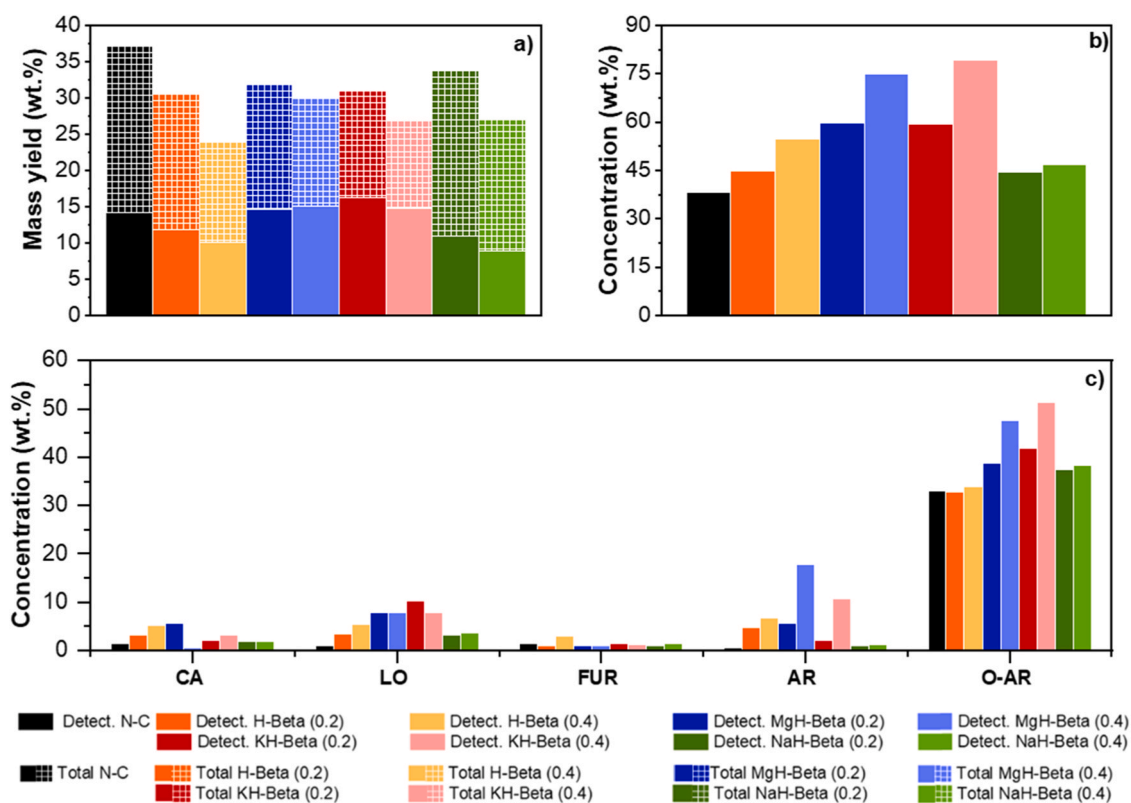 40
35
30
25
20
15
10
5
0
Mass yield (wt.%)
a)
90
75
60
45
30
15
0
Concentration (wt.%)
b)
60
50
40
30
20
10
0
Concentration (wt.%)
c)
CA LO FUR AR O-AR
Detect. N-C Detect. H-Beta (0.2) Detect. H-Beta (0.4) Detect. MgH-Beta (0.2) Detect. MgH-Beta (0.4)
Detect. KH-Beta (0.2) Detect. KH-Beta (0.4) Detect. NaH-Beta (0.2) Detect. NaH-Beta (0.4)
Total N-C Total H-Beta (0.2) Total H-Beta (0.4) Total MgH-Beta (0.2) Total MgH-Beta (0.4)
Total KH-Beta (0.2) Total KH-Beta (0.4) Total NaH-Beta (0.2) Total NaH-Beta (0.4)